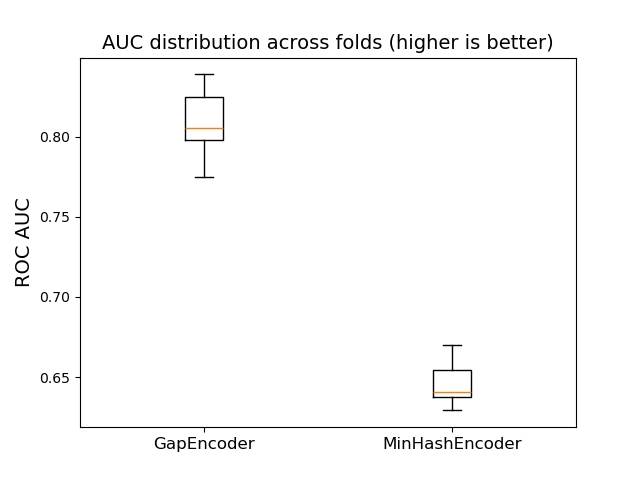 AUC distribution across folds (higher is better)
ROC AUC
0.80
0.75
0.70
0.65
GapEncoder
MinHashEncoder